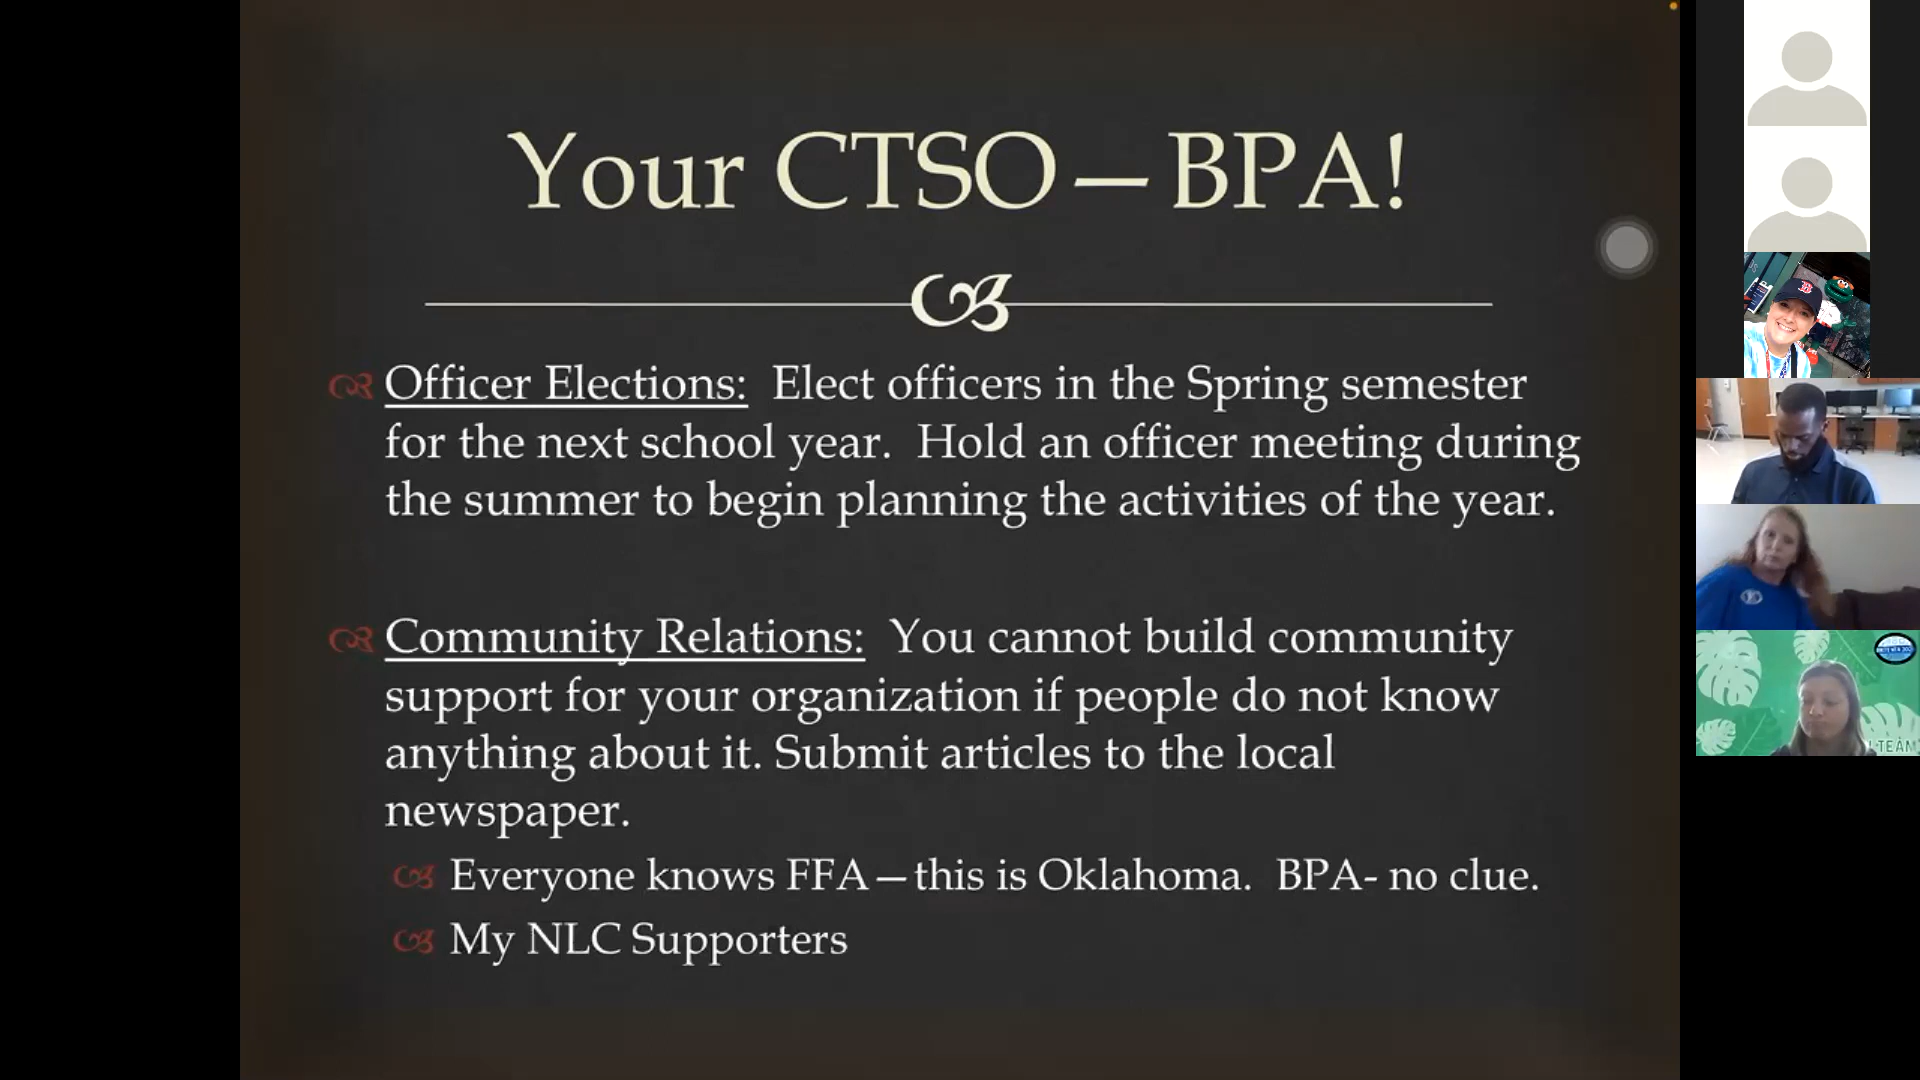 Your CTSO—BPA!
Officer Elections: Elect officers in the Spring semester
for the next school year. Hold an officer meeting during
the summer to begin planning the activities of the year.
Community Relations: You cannot build community
support for your organization if people do not know
anything about it. Submit articles to the local
newspaper.
Everyone knows FFA—this is Oklahoma. BPA- no clue.
My NLC Supporters
B
TEAM